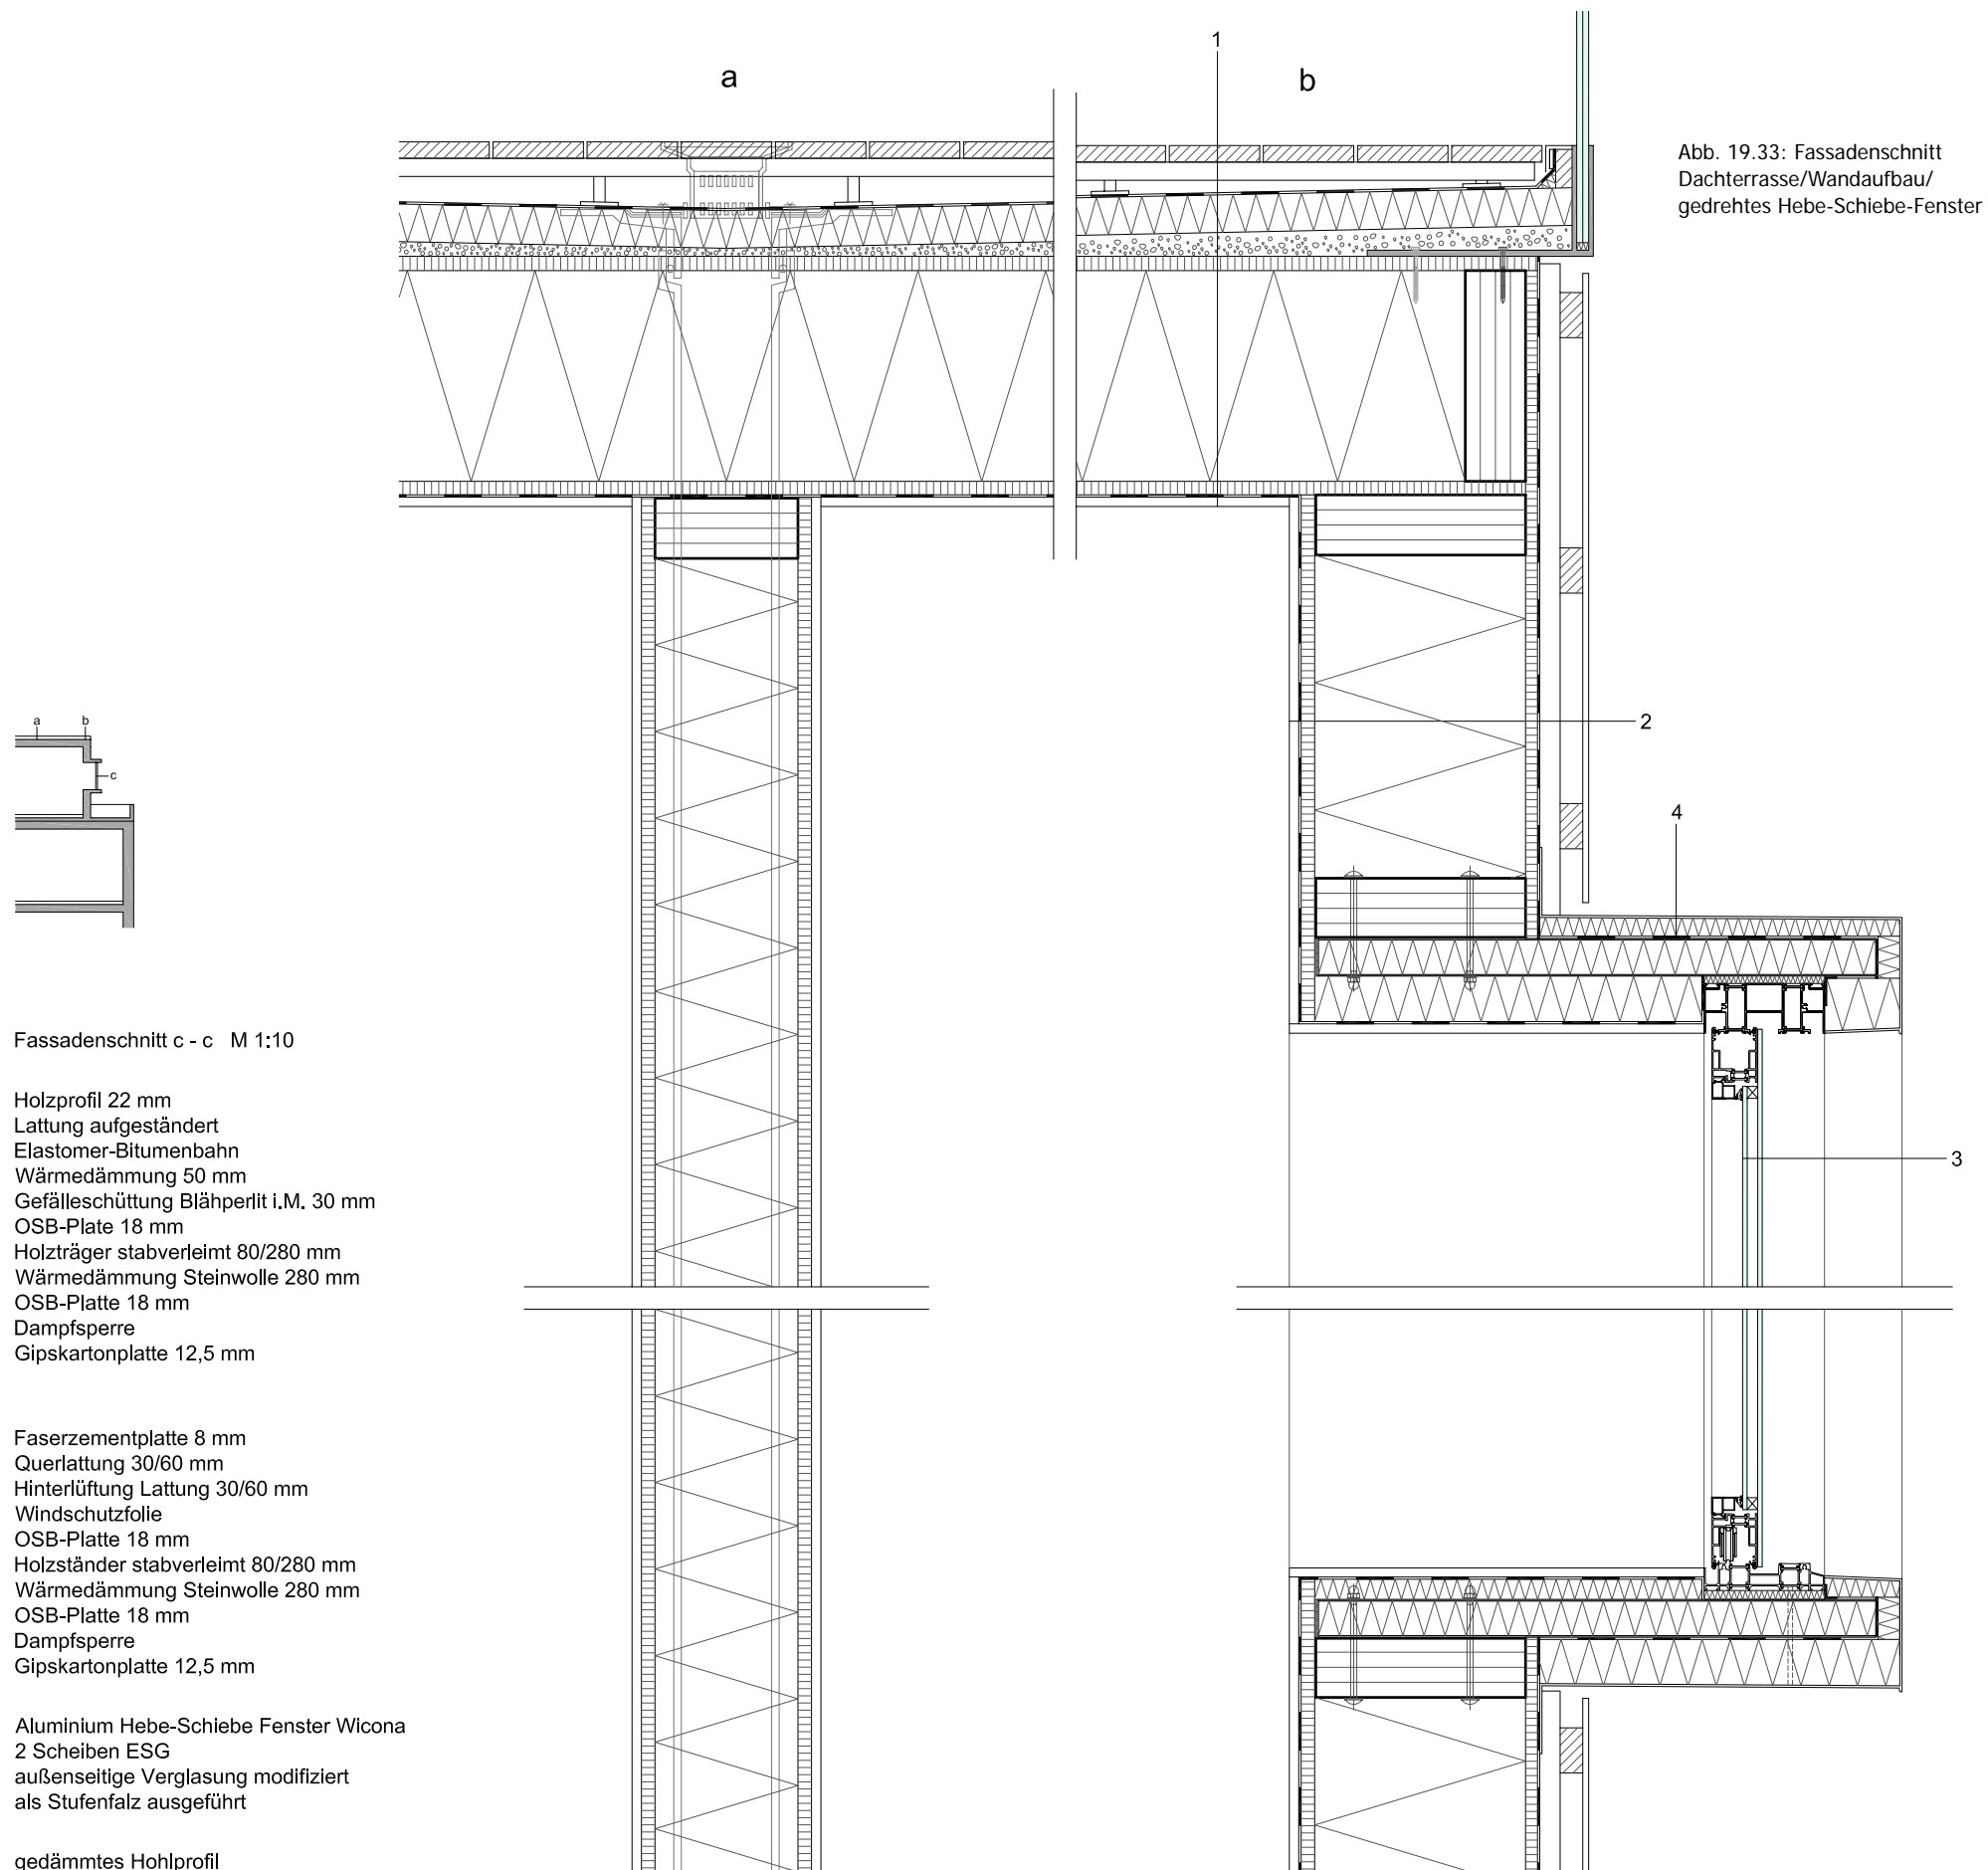 1
a
b
Abb. 19.33: Fassadenschnitt
Dachterrasse/Wandaufbau/
gedrehtes Hebe-Schiebe-Fenster
2
a
b
c
4
3
Fassadenschnitt c - c   M 1:10
Holzprofil 22 mm
Lattung aufgeständert
Elastomer-Bitumenbahn
Wärmedämmung 50 mm
Gefälleschüttung Blähperlit i.M. 30 mm
OSB-Plate 18 mm
Holzträger stabverleimt 80/280 mm
Wärmedämmung Steinwolle 280 mm
OSB-Platte 18 mm
Dampfsperre
Gipskartonplatte 12,5 mm
Faserzementplatte 8 mm
Querlattung 30/60 mm
Hinterlüftung Lattung 30/60 mm
Windschutzfolie
OSB-Platte 18 mm
Holzständer stabverleimt 80/280 mm
Wärmedämmung Steinwolle 280 mm
OSB-Platte 18 mm
Dampfsperre
Gipskartonplatte 12,5 mm
Aluminium Hebe-Schiebe Fenster Wicona
2 Scheiben ESG
außenseitige Verglasung modifiziert
als Stufenfalz ausgeführt
gedämmtes Hohlprofil